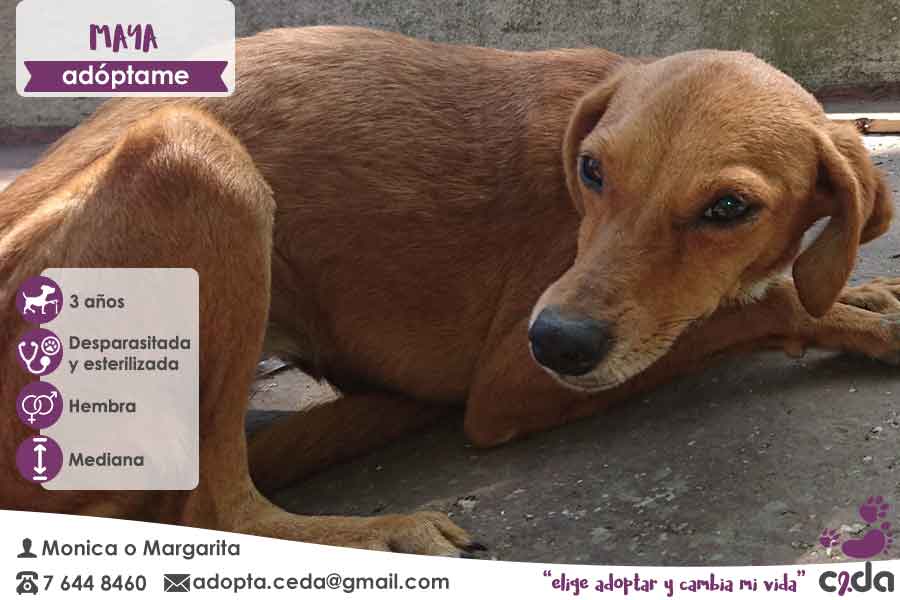 MAYA
adóptame
3 años
Desparasitada
y esterilizada
Hembra
Mediana
Monica o Margarita
7 644 8460 adopta.ceda@gmail.com
"elige adoptar y cambia mi vida"
ceda